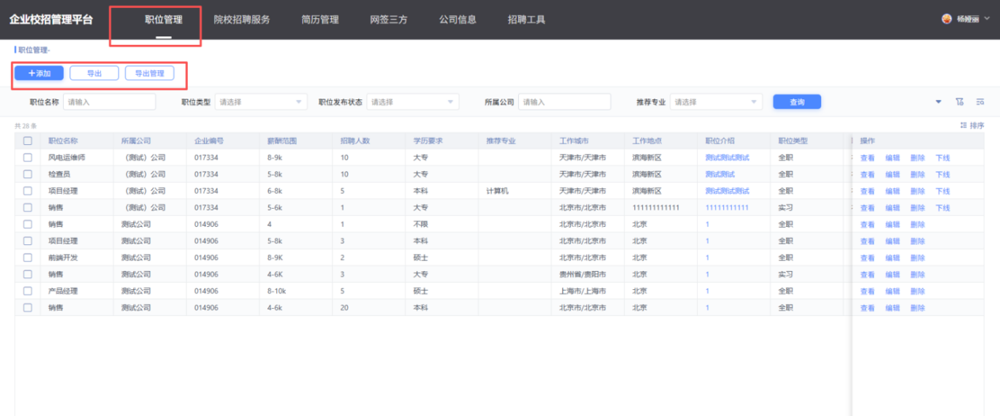 企业校招管理平台 职位管理 院校招聘服务 简历管理 网签三方 公司信息 招聘工具 杨娅丽
职位管理-
+添加 导出 导出管理
职位名称 请输入 职位类型 请选择 职位发布状态 请选择 所属公司 请输入 推荐专业 请选择 查询
共 28 条 排序
职位名称 所属公司 企业编号 薪酬范围 招聘人数 学历要求 推荐专业 工作城市 工作地点 职位介绍 职位类型 操作
风电运维师 （测试）公司 017334 8-9k 10 大专 天津市/天津市 滨海新区 测试测试测试 全职 查看 编辑 删除 下线
检查员 （测试）公司 017334 5-8k 10 大专 天津市/天津市 滨海新区 测试测试 全职 查看 编辑 删除 下线
项目经理 （测试）公司 017334 6-8k 5 本科 计算机 天津市/天津市 滨海新区 测试测试测试 全职 查看 编辑 删除 下线
销售 （测试）公司 017334 5-6k 1 大专 北京市/北京市 111111111111 11111111111 实习 查看 编辑 删除 下线
销售 测试公司 014906 4 1 不限 北京市/北京市 北京 1 全职 查看 编辑 删除
项目经理 测试公司 014906 5-8k 3 本科 北京市/北京市 北京 1 全职 查看 编辑 删除
前端开发 测试公司 014906 8-9K 2 硕士 北京市/北京市 北京 1 全职 查看 编辑 删除
销售 测试公司 014906 4-6K 3 大专 贵州省/贵阳市 北京 1 实习 查看 编辑 删除
产品经理 测试公司 014906 8-10k 5 硕士 上海市/上海市 北京 1 全职 查看 编辑 删除
销售 测试公司 014906 4-6k 20 本科 北京市/北京市 北京 1 全职 查看 编辑 删除